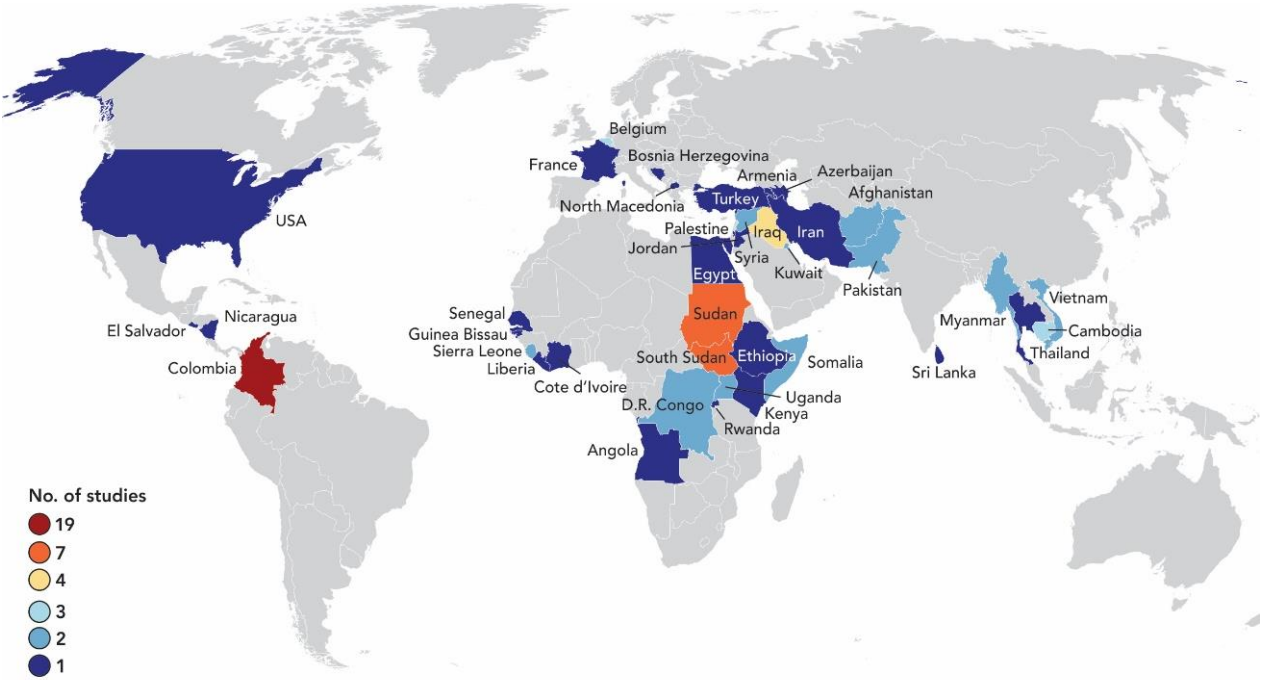 Belgium
France
Bosnia Herzegovina
Armenia
Azerbaijan
Afghanistan
North Macedonia
Turkey
USA
Palestine
Iraq
Iran
Jordan
Syria
Kuwait
Egypt
Pakistan
Nicaragua
El Salvador
Colombia
Senegal
Guinea Bissau
Sierra Leone
Liberia
Cote d'Ivoire
Sudan
South Sudan
Ethiopia
Somalia
Uganda
D.R. Congo
Kenya
Rwanda
Angola
Vietnam
Myanmar
Cambodia
Thailand
Sri Lanka
No. of studies
19
7
4
3
2
1